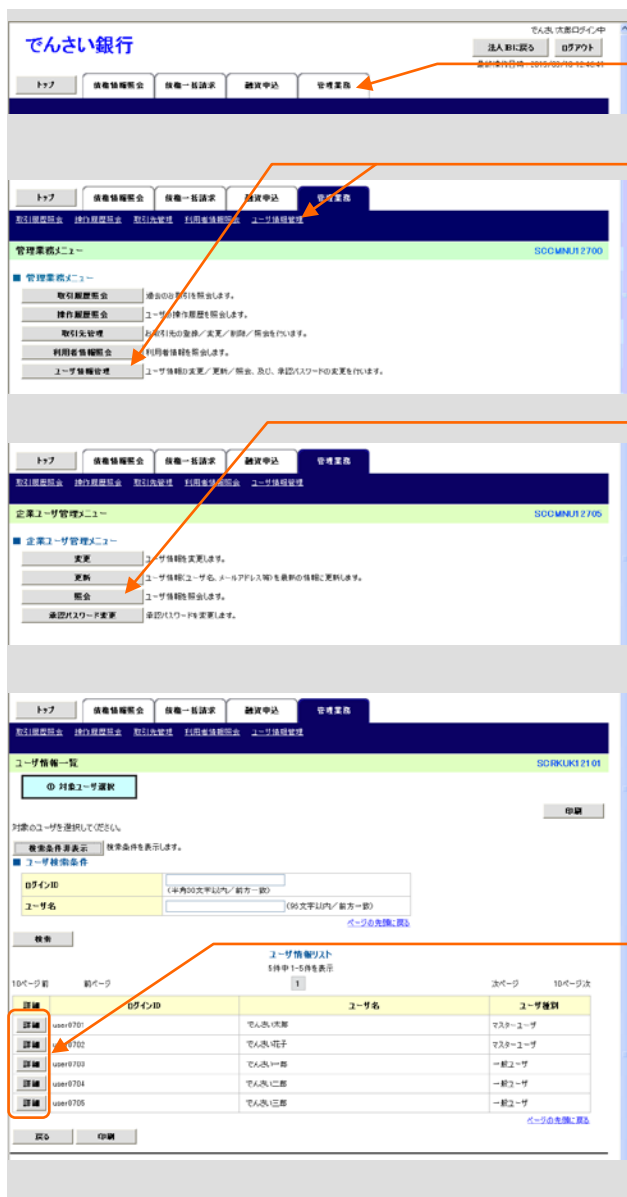 でんさい太郎ログイン中
でんさい銀行
法人IBに戻る ログアウト
トップ 債権情報照会 債権一括請求 融資申込 管理業務
トップ 債権情報照会 債権一括請求 融資申込 管理業務
取引履歴照会 操作履歴照会 取引先管理 利用者情報照会 ユーザ情報管理
管理業務メニュー SCCMNU12700
■ 管理業務メニュー
取引履歴照会 過去のお取引を照会します。
操作履歴照会 ユーザの操作履歴を照会します。
取引先管理 お取引先の登録／変更／削除／照会を行います。
利用者情報照会 利用者情報を照会します。
ユーザ情報管理 ユーザ情報の変更／更新／照会、及び、承認パスワードの変更を行います。
トップ 債権情報照会 債権一括請求 融資申込 管理業務
取引履歴照会 操作履歴照会 取引先管理 利用者情報照会 ユーザ情報管理
企業ユーザ管理メニュー SCCMNU12705
■ 企業ユーザ管理メニュー
変更 ユーザ情報を変更します。
更新 ユーザ情報（ユーザ名、メールアドレス等）を最新の情報に更新します。
照会 ユーザ情報を照会します。
承認パスワード変更 承認パスワードを変更します。
トップ 債権情報照会 債権一括請求 融資申込 管理業務
取引履歴照会 操作履歴照会 取引先管理 利用者情報照会 ユーザ情報管理
ユーザ情報一覧 SCRKUK12101
① 対象ユーザ選択
印刷
対象のユーザを選択してください。
検索条件非表示 検索条件を表示します。
■ ユーザ検索条件
ログインID （半角30文字以内／前方一致）
ユーザ名 （96文字以内／前方一致）
ページの先頭に戻る
検索
ユーザ情報リスト
5件中 1-5件を表示
10ページ前 前ページ 1 次ページ 10ページ次
詳細 ログインID ユーザ名 ユーザ種別
詳細 user0701 でんさい太郎 マスターユーザ
詳細 user0702 でんさい花子 マスターユーザ
詳細 user0703 でんさい一郎 一般ユーザ
詳細 user0704 でんさい二郎 一般ユーザ
詳細 user0705 でんさい三郎 一般ユーザ
ページの先頭に戻る
戻る 印刷